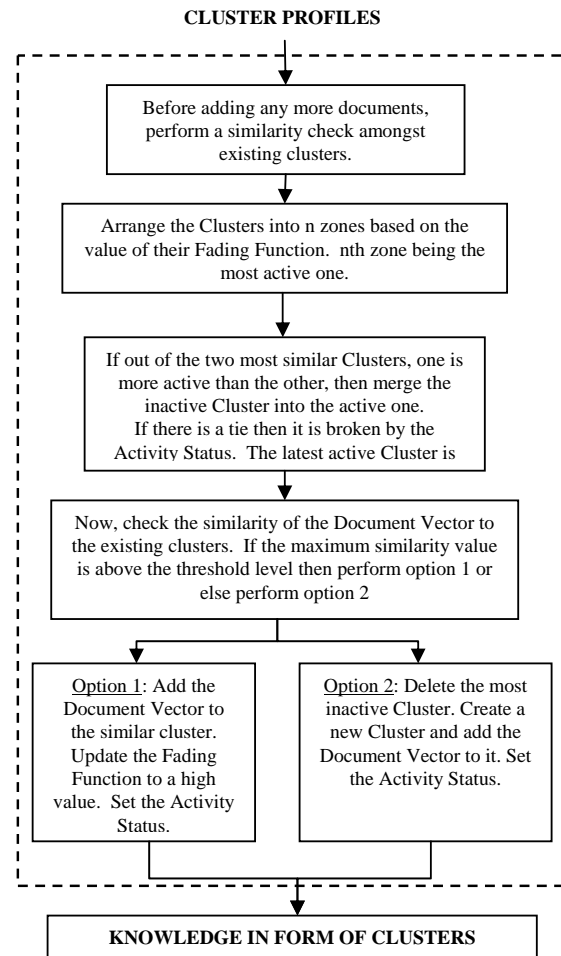 CLUSTER PROFILES
Before adding any more documents,
perform a similarity check amongst
existing clusters.
Arrange the Clusters into n zones based on the
value of their Fading Function.  nth zone being the
most active one.
If out of the two most similar Clusters, one is
more active than the other, then merge the
inactive Cluster into the active one.
If there is a tie then it is broken by the
Activity Status.  The latest active Cluster is
Now, check the similarity of the Document Vector to
the existing clusters.  If the maximum similarity value
is above the threshold level then perform option 1 or
else perform option 2
Option 1: Add the
Document Vector to
the similar cluster.
Update the Fading
Function to a high
value.  Set the Activity
Status.
Option 2: Delete the most
inactive Cluster. Create a
new Cluster and add the
Document Vector to it. Set
the Activity Status.
KNOWLEDGE IN FORM OF CLUSTERS